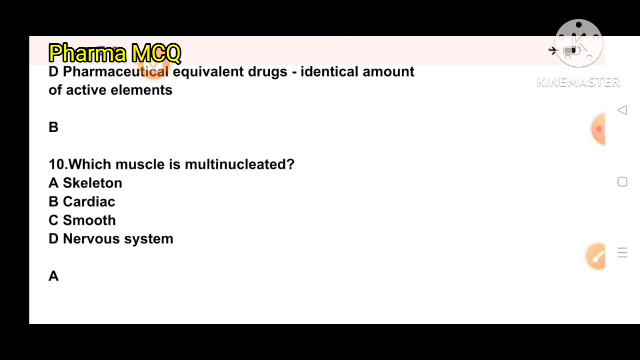 Pharma MCQ
KINEMASTER
D Pharmaceutical equivalent drugs - identical amount
of active elements
B
10.Which muscle is multinucleated?
A Skeleton
B Cardiac
C Smooth
D Nervous system
A